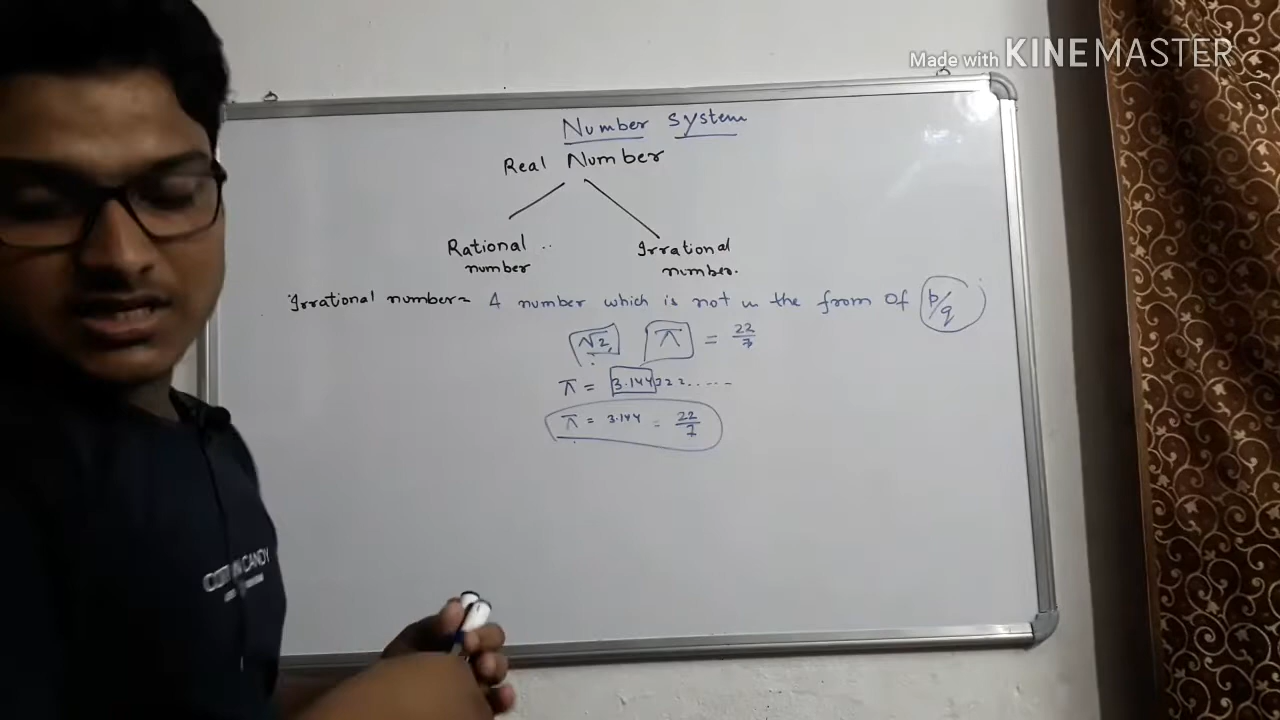 Made with KINEMASTER
Number System
Real Number
Rational .. Irrational
number number.
Irrational number= A number which is not in the from of p/q
√2, π = 22/7
π = 3.144322.....
π = 3.144 = 22/7